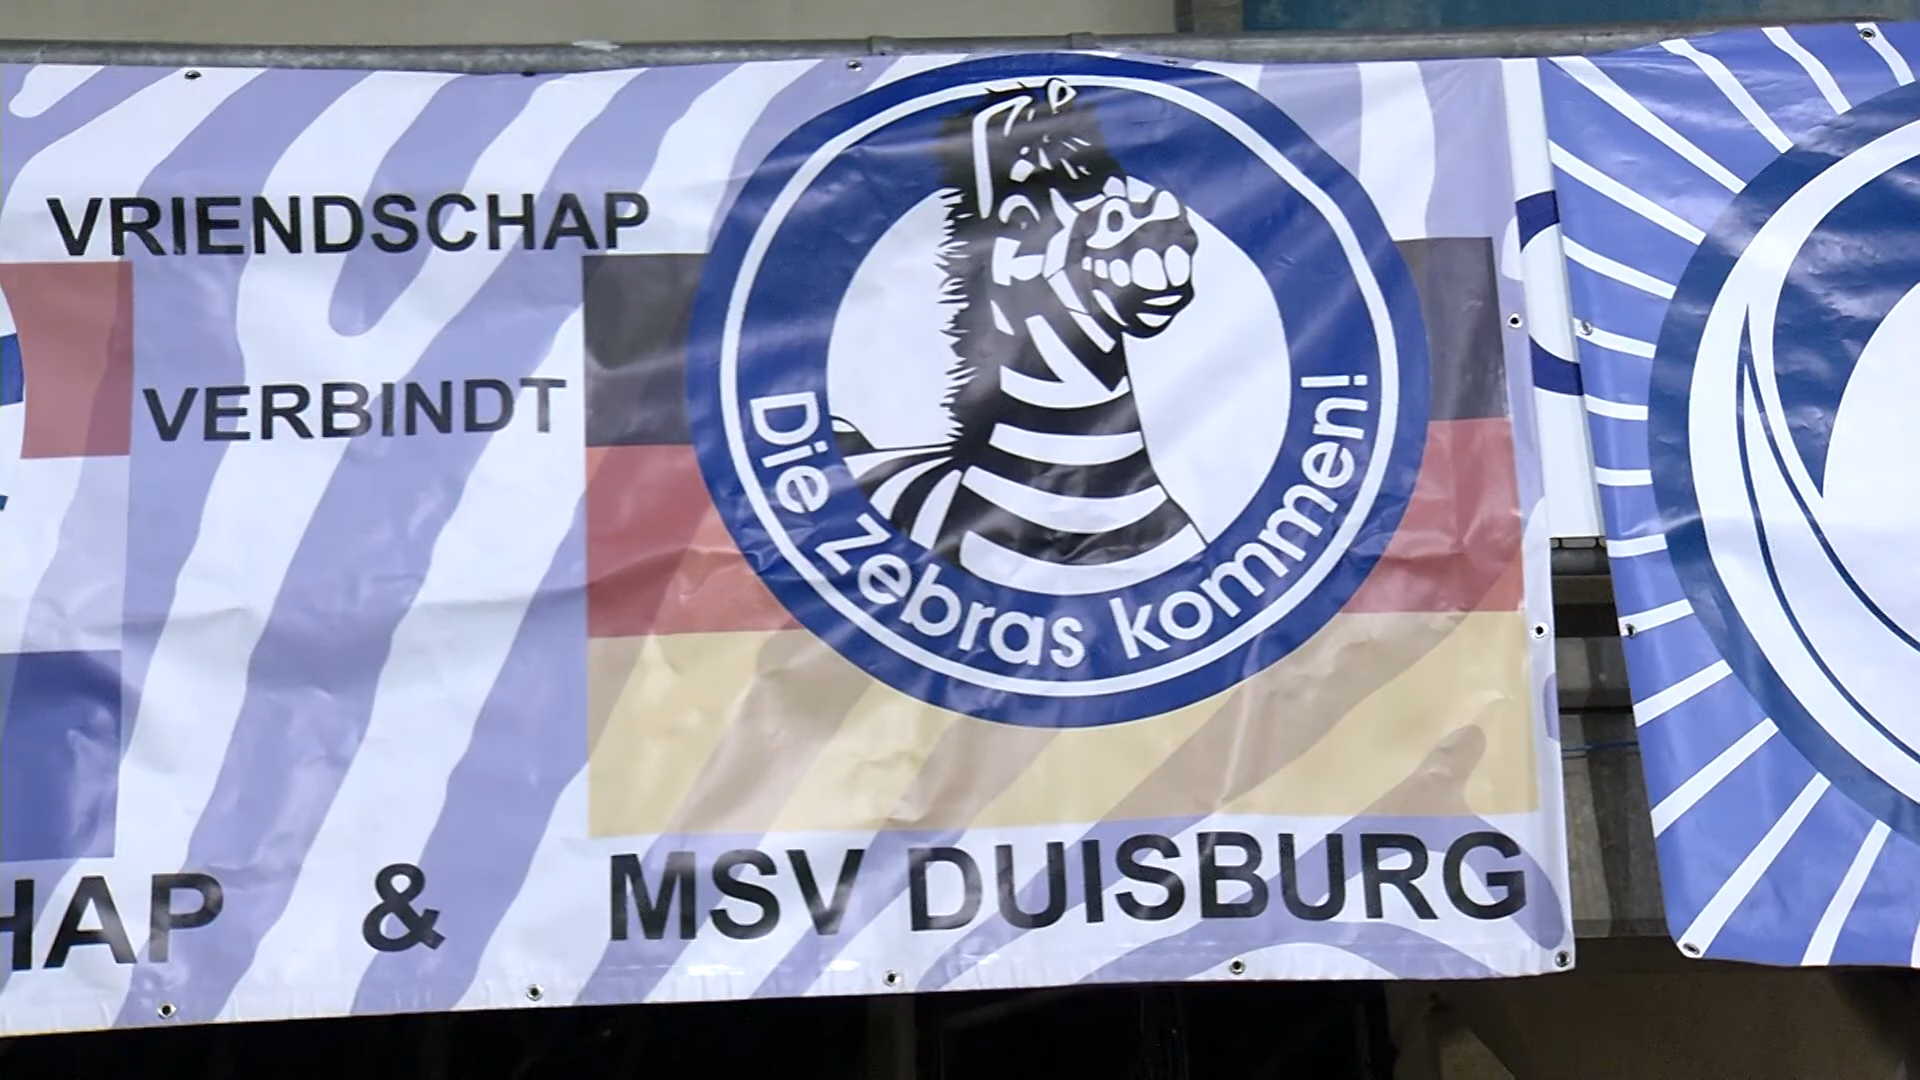 VRIENDSCHAP
VERBINDT
Die Zebras kommen!
HAP & MSV DUISBURG